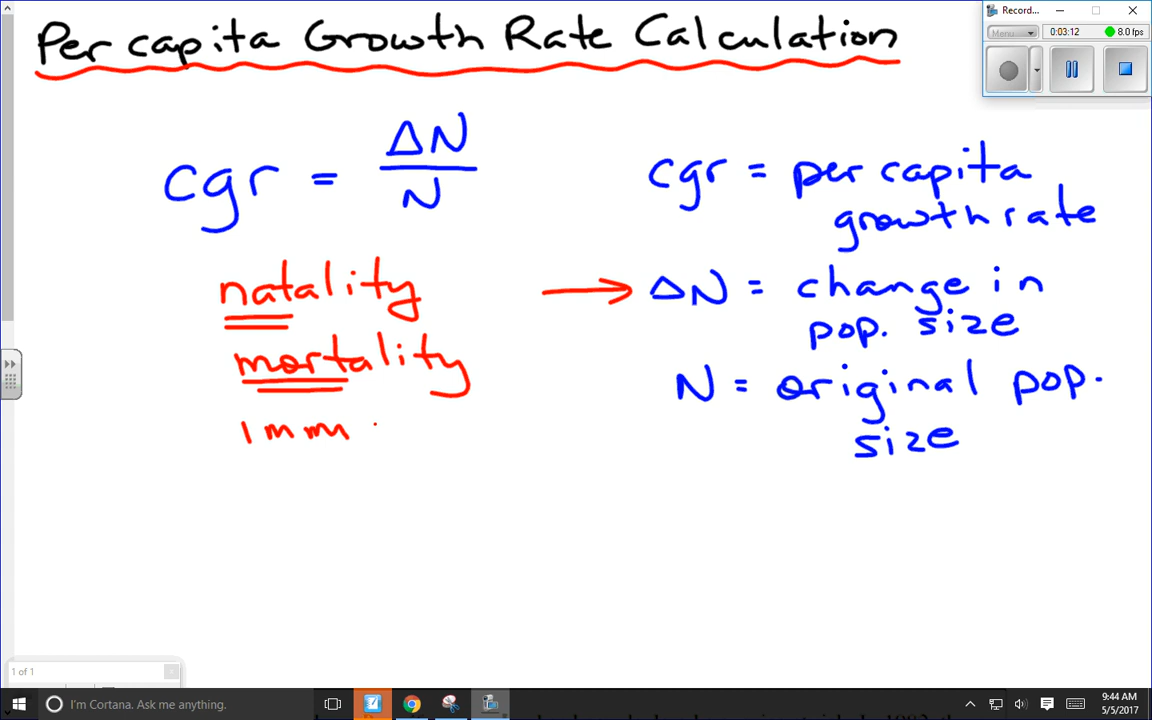 Per capita Growth Rate Calculation
Record...
Menu
0:03:12
8.0 fps
cgr = ΔN / N
cgr = per capita
growth rate
natality
→ ΔN = change in
pop. size
mortality
N = original pop.
size
imm
1 of 1
I'm Cortana. Ask me anything.
9:44 AM
5/5/2017